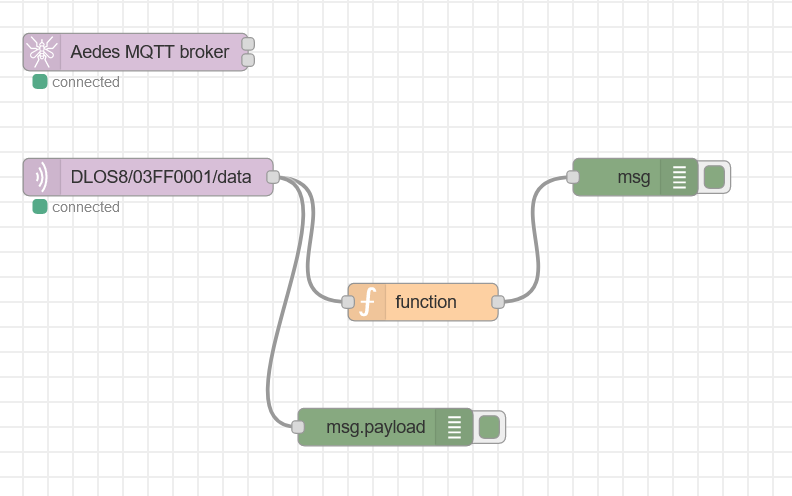 Aedes MQTT broker
connected
DLOS8/03FF0001/data
connected
msg
function
msg.payload